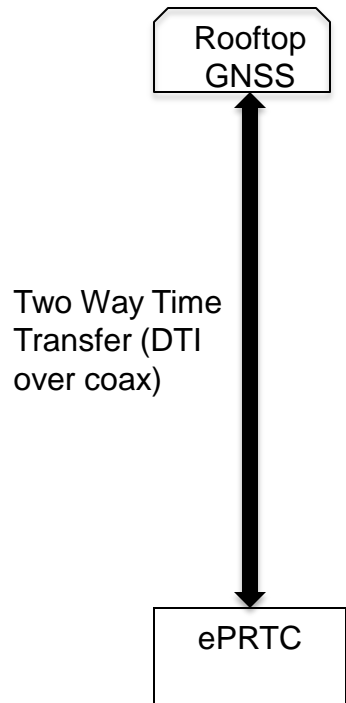 Rooftop
GNSS
Two Way Time
Transfer (DTI
over coax)
ePRTC